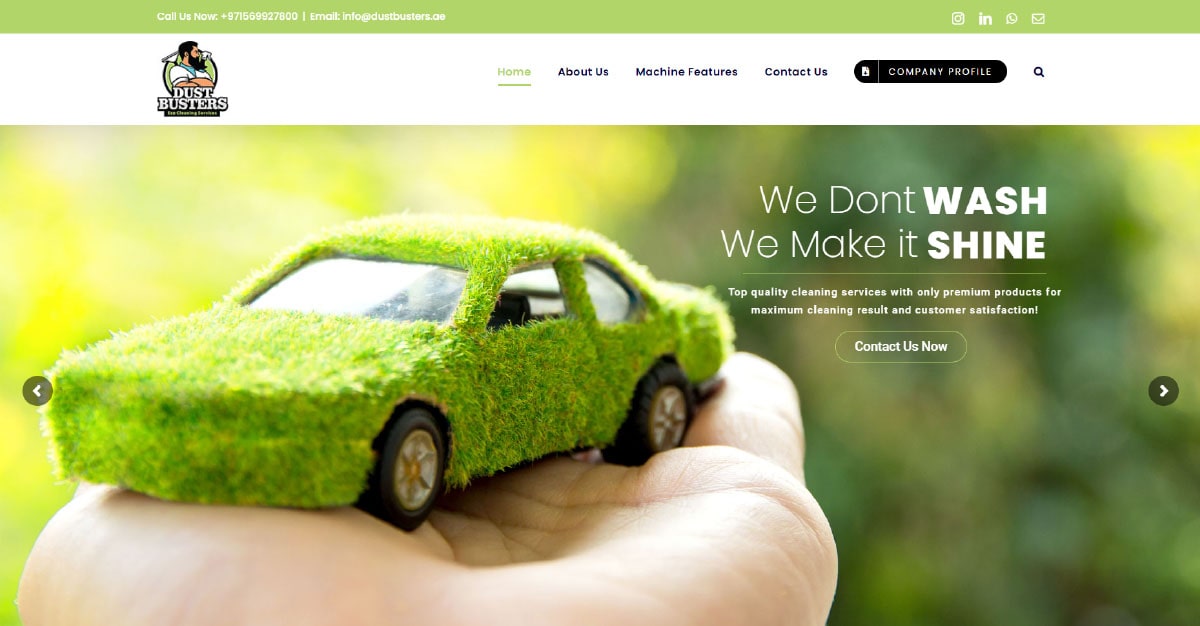 Call Us Now: +971569927800 | Email: info@dustbusters.ae
DUST
BUSTERS
Eco Cleaning Services
Home About Us Machine Features Contact Us COMPANY PROFILE
We Dont WASH
We Make it SHINE
Top quality cleaning services with only premium products for
maximum cleaning result and customer satisfaction!
Contact Us Now